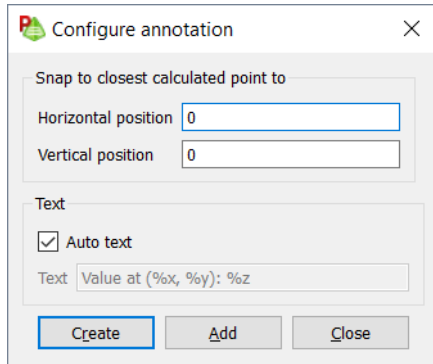 Configure annotation
Snap to closest calculated point to
Horizontal position 0
Vertical position 0
Text
Auto text
Text Value at (%x, %y): %z
Create Add Close